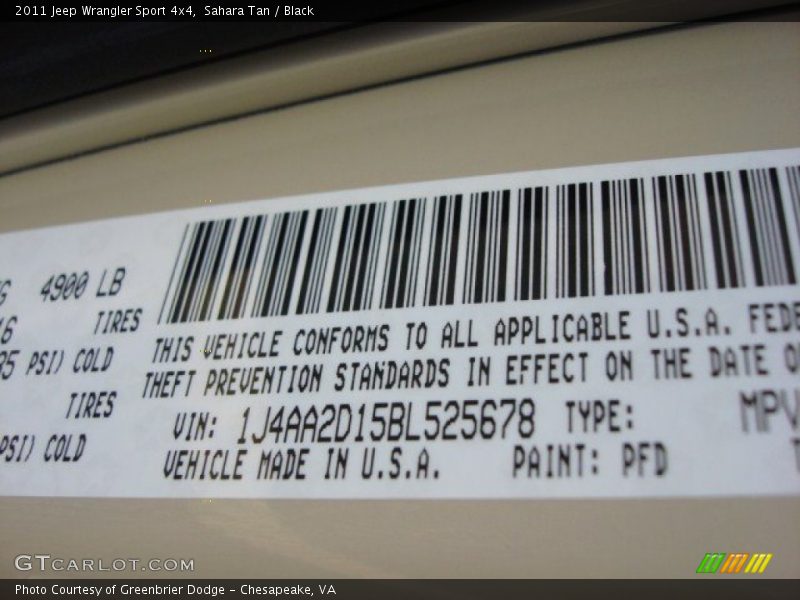 2011 Jeep Wrangler Sport 4x4, Sahara Tan / Black
4900 LB
TIRES
PSI) COLD
TIRES
PSI) COLD
THIS VEHICLE CONFORMS TO ALL APPLICABLE U.S.A. FEDE
THEFT PREVENTION STANDARDS IN EFFECT ON THE DATE O
VIN: 1J4AA2D15BL525678 TYPE: MPV
VEHICLE MADE IN U.S.A. PAINT: PFD
GTCARLOT.COM
Photo Courtesy of Greenbrier Dodge - Chesapeake, VA